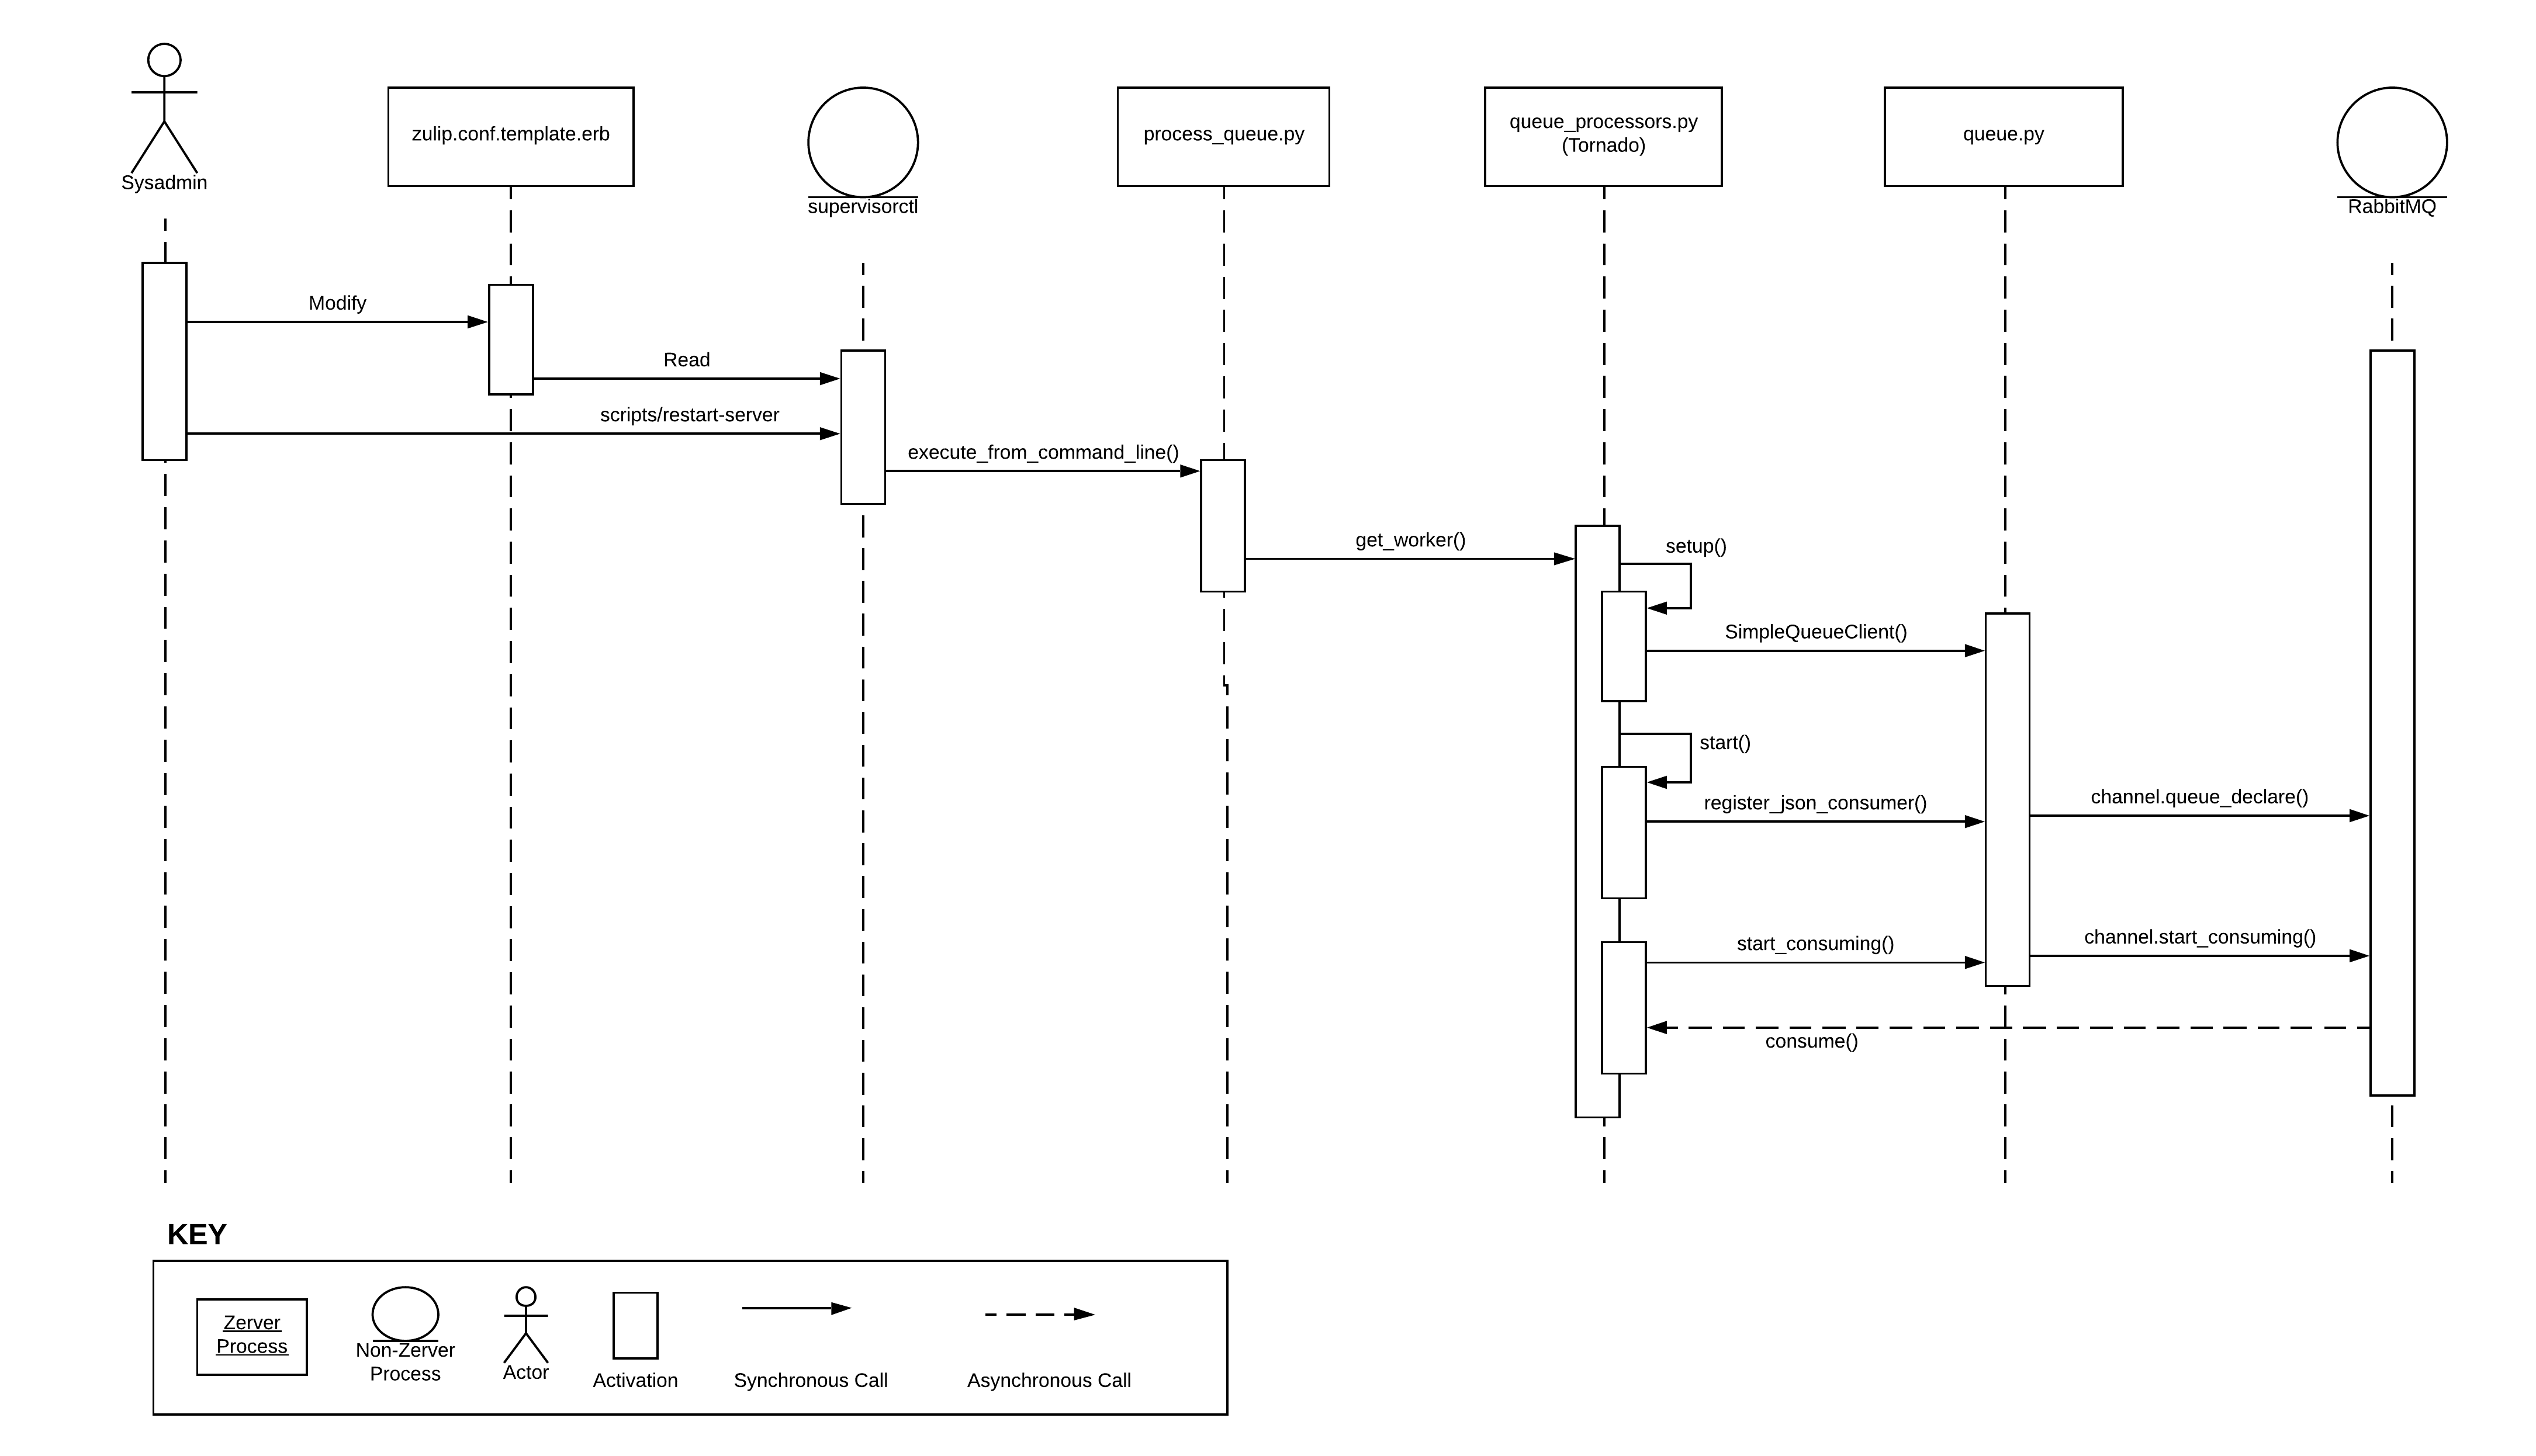 Sysadmin
zulip.conf.template.erb
supervisorctl
process_queue.py
queue_processors.py
(Tornado)
queue.py
RabbitMQ
Modify
Read
scripts/restart-server
execute_from_command_line()
get_worker()
setup()
SimpleQueueClient()
start()
register_json_consumer()
channel.queue_declare()
start_consuming()
channel.start_consuming()
consume()
KEY
Zerver
Process
Non-Zerver
Process
Actor
Activation
Synchronous Call
Asynchronous Call